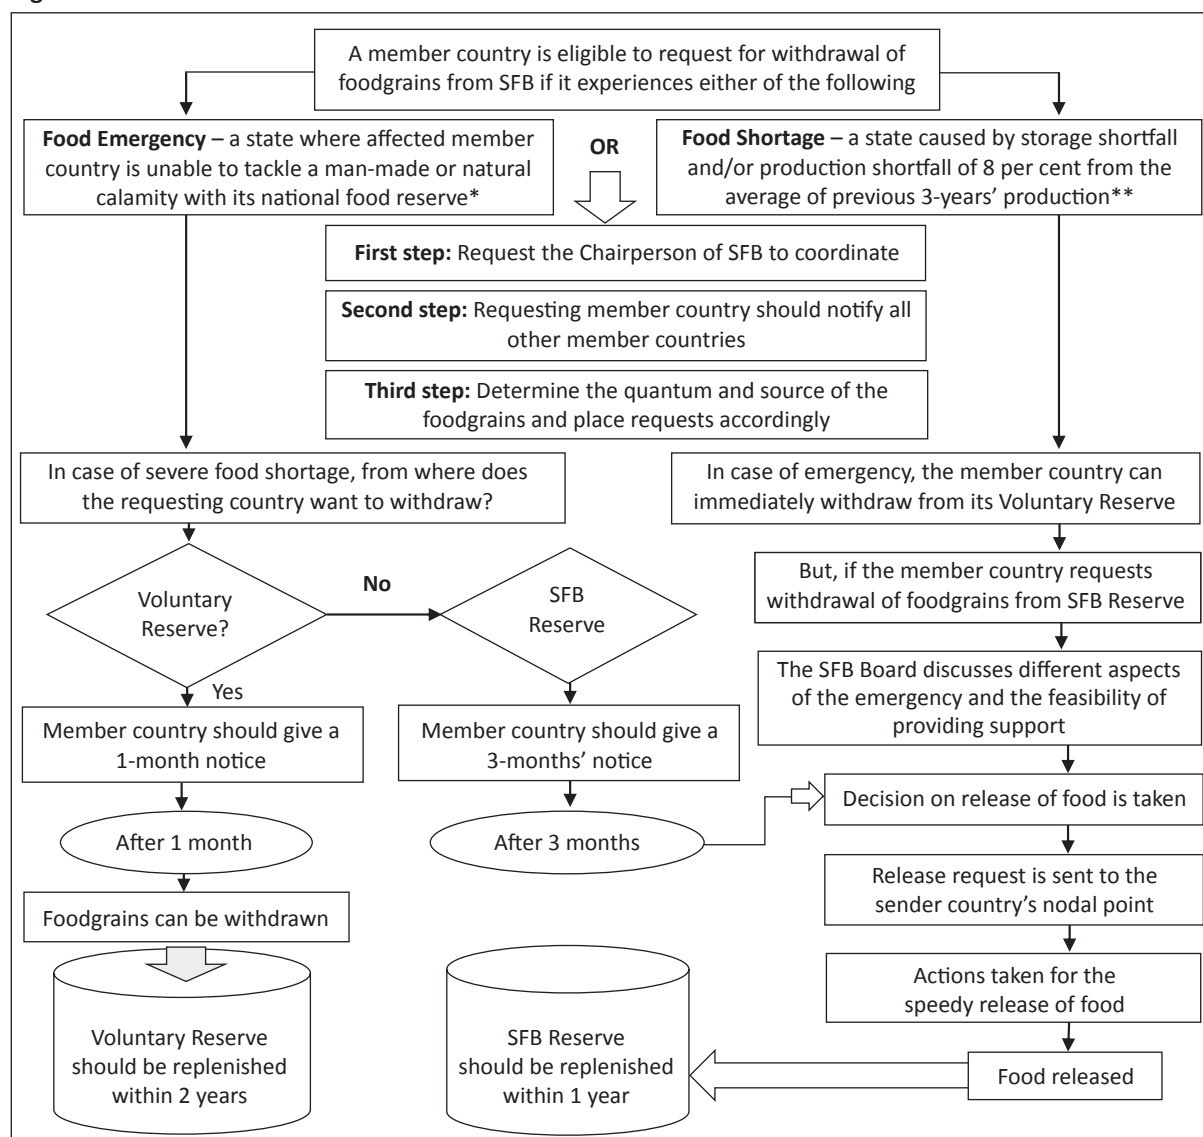 A member country is eligible to request for withdrawal of
foodgrains from SFB if it experiences either of the following
Food Emergency – a state where affected member
country is unable to tackle a man-made or natural
calamity with its national food reserve*
OR
Food Shortage – a state caused by storage shortfall
and/or production shortfall of 8 per cent from the
average of previous 3-years’ production**
First step: Request the Chairperson of SFB to coordinate
Second step: Requesting member country should notify all
other member countries
Third step: Determine the quantum and source of the
foodgrains and place requests accordingly
In case of severe food shortage, from where does
the requesting country want to withdraw?
In case of emergency, the member country can
immediately withdraw from its Voluntary Reserve
Voluntary
Reserve?
No
SFB
Reserve
But, if the member country requests
withdrawal of foodgrains from SFB Reserve
Yes
The SFB Board discusses different aspects
of the emergency and the feasibility of
providing support
Member country should give a
1-month notice
Member country should give a
3-months’ notice
Decision on release of food is taken
After 1 month
After 3 months
Release request is sent to the
sender country’s nodal point
Foodgrains can be withdrawn
Actions taken for the
speedy release of food
Voluntary Reserve
should be replenished
within 2 years
SFB Reserve
should be replenished
within 1 year
Food released